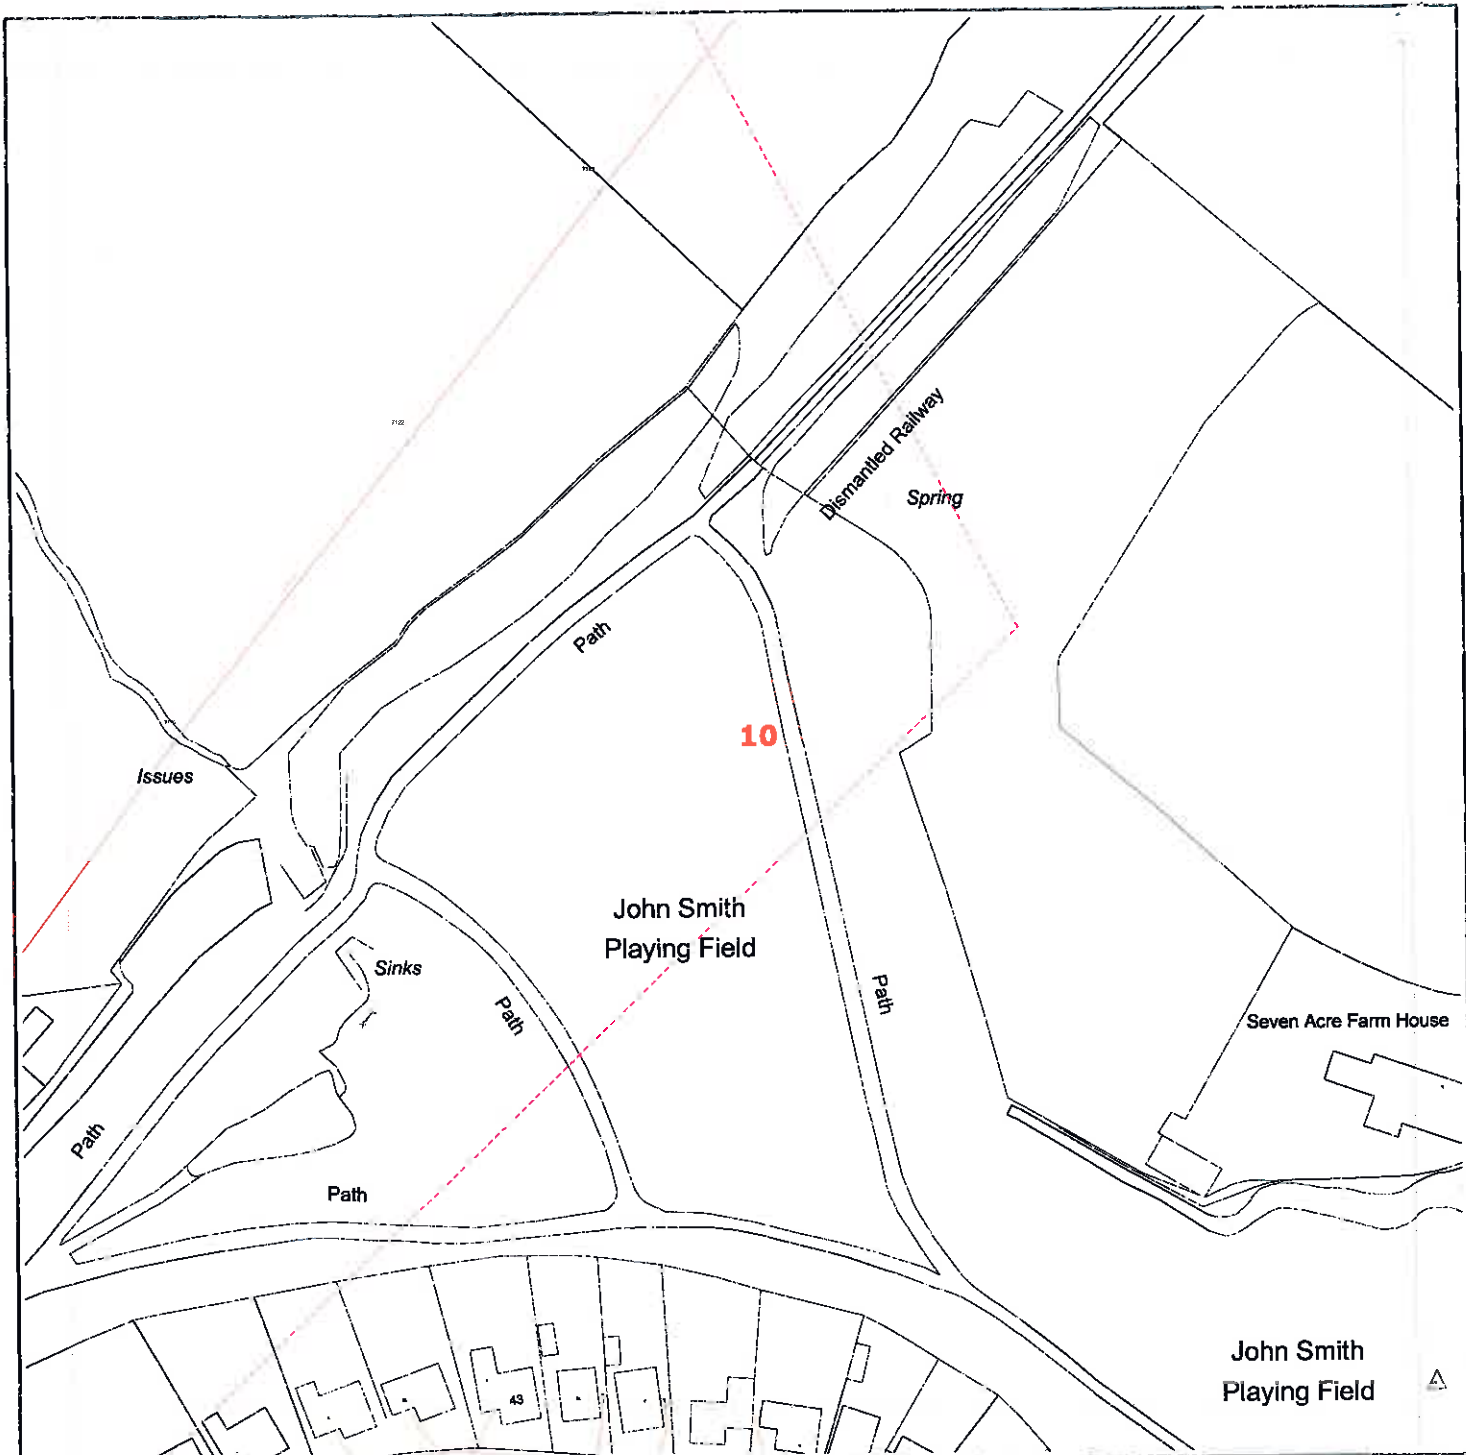 Dismantled Railway
Spring
Path
10
Issues
John Smith
Playing Field
Sinks
Path
Path
Seven Acre Farm House
Path
Path
John Smith
Playing Field
43
7122